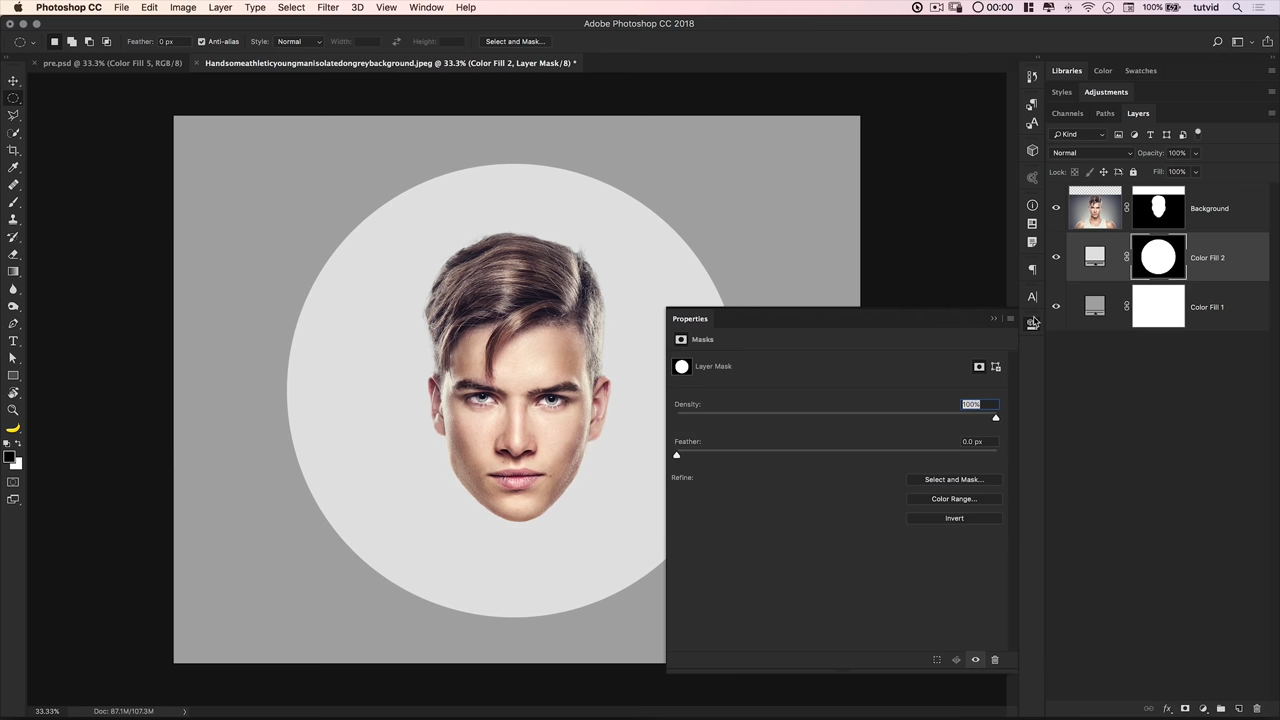 Photoshop CC File Edit Image Layer Type Select Filter 3D View Window Help 00:00 100% tutvid
Adobe Photoshop CC 2018
Feather: 0 px Anti-alias Style: Normal Width: Height: Select and Mask...
pre.psd @ 33.3% (Color Fill 5, RGB/8) Handsomeathleticyoungmanisolatedongreybackground.jpeg @ 33.3% (Color Fill 2, Layer Mask/8) *
Libraries Color Swatches
Styles Adjustments
Channels Paths Layers
Kind
Normal Opacity: 100%
Lock: Fill: 100%
Background
Color Fill 2
Color Fill 1
Properties
Masks
Layer Mask
Density: 100%
Feather: 0.0 px
Refine: Select and Mask...
Color Range...
Invert
33.33% Doc: 87.1M/107.3M